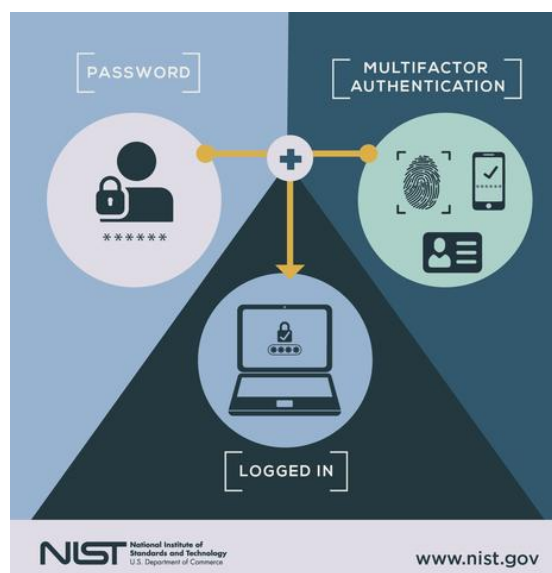 PASSWORD
MULTIFACTOR
AUTHENTICATION
******
LOGGED IN
NIST
National Institute of
Standards and Technology
U.S. Department of Commerce
www.nist.gov